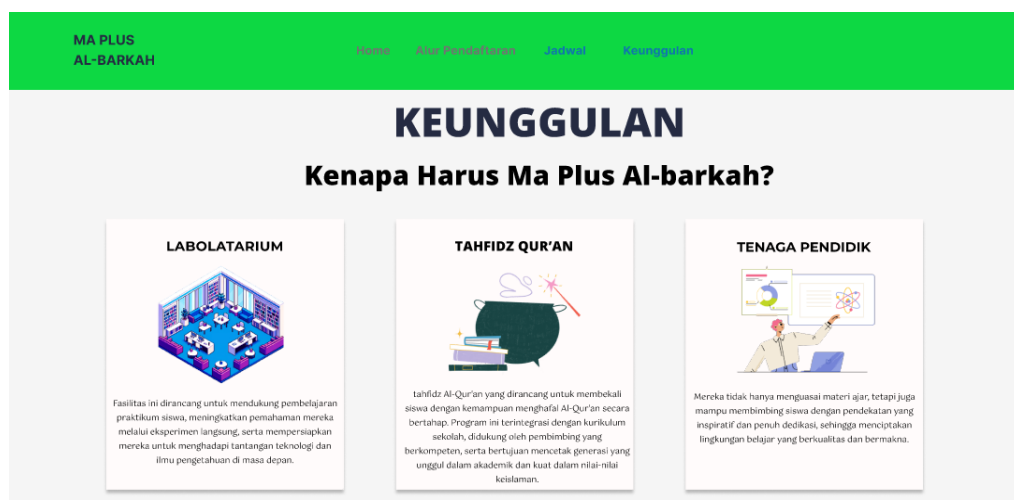 MA PLUS
AL-BARKAH
Home Alur Pendaftaran Jadwal Keunggulan
KEUNGGULAN
Kenapa Harus Ma Plus Al-barkah?
LABOLATARIUM
Fasilitas ini dirancang untuk mendukung pembelajaran
praktikum siswa, meningkatkan pemahaman mereka
melalui eksperimen langsung, serta mempersiapkan
mereka untuk menghadapi tantangan teknologi dan
ilmu pengetahuan di masa depan.
TAHFIDZ QUR'AN
tahfidz Al-Qur'an yang dirancang untuk membekali
siswa dengan kemampuan menghafal Al-Qur'an secara
bertahap. Program ini terintegrasi dengan kurikulum
sekolah, didukung oleh pembimbing yang
berkompeten, serta bertujuan mencetak generasi yang
unggul dalam akademik dan kuat dalam nilai-nilai
keislaman.
TENAGA PENDIDIK
Mereka tidak hanya menguasai materi ajar, tetapi juga
mampu membimbing siswa dengan pendekatan yang
inspiratif dan penuh dedikasi, sehingga menciptakan
lingkungan belajar yang berkualitas dan bermakna.